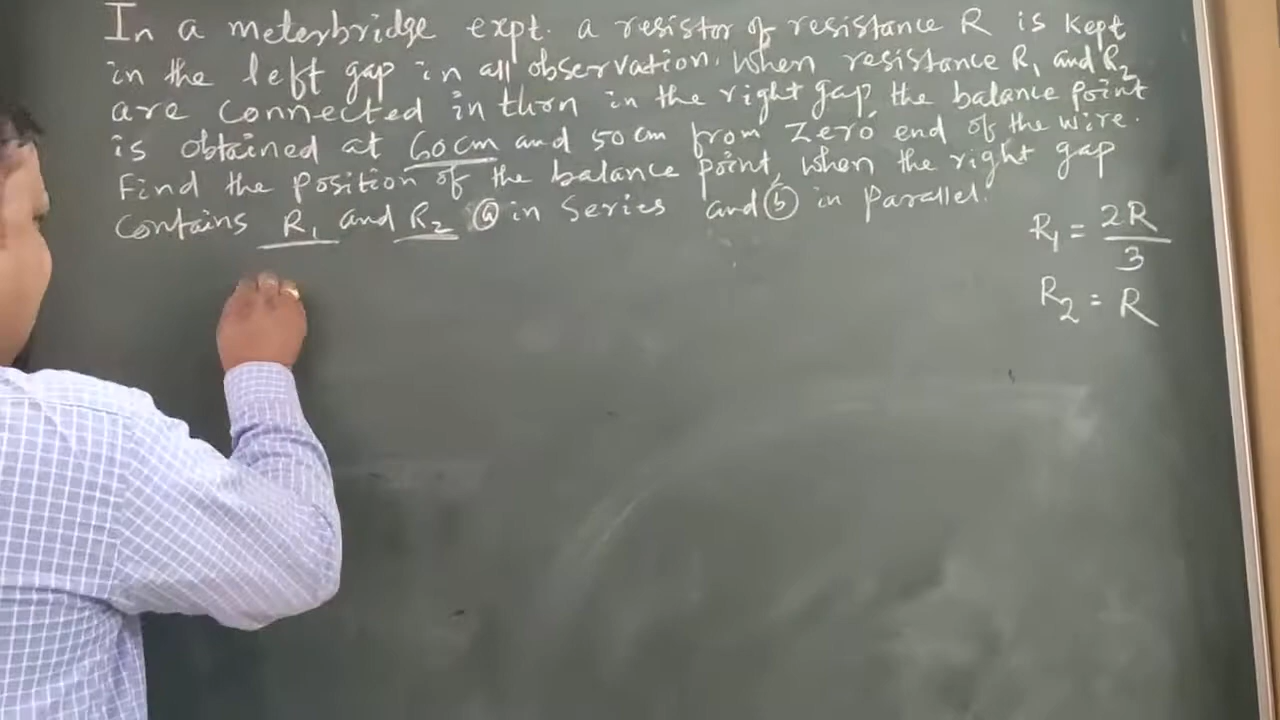 In a meterbridge expt. a resistor of resistance R is kept
in the left gap in all observation. When resistance R₁ and R₂
are connected in thrn in the right gap, the balance point
is obtained at 60cm and 50cm from Zero end of the wire.
Find the position of the balance point, when the right gap
contains R₁ and R₂ ⓐ in series and ⓑ in parallel.
R₁ = 2R/3
R₂ = R